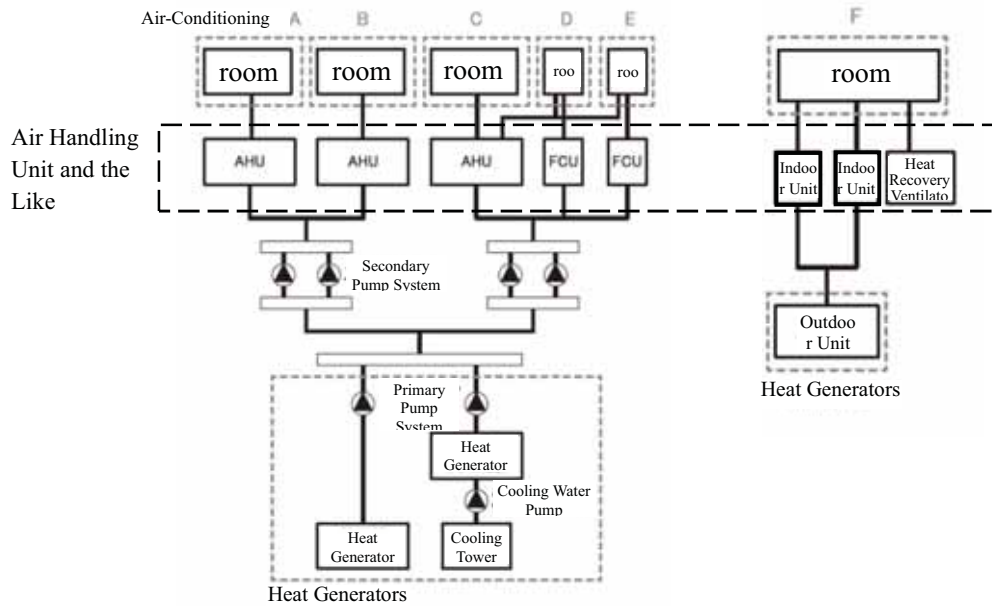 Air-Conditioning A B C D E F
room room room roo roo room
Air Handling
Unit and the
Like
AHU AHU AHU FCU FCU
Indoo
r Unit
Indoo
r Unit
Heat
Recovery
Ventilato
Secondary
Pump System
Outdoo
r Unit
Heat Generators
Primary
Pump
System
Heat
Generator
Cooling Water
Pump
Heat
Generator
Cooling
Tower
Heat Generators